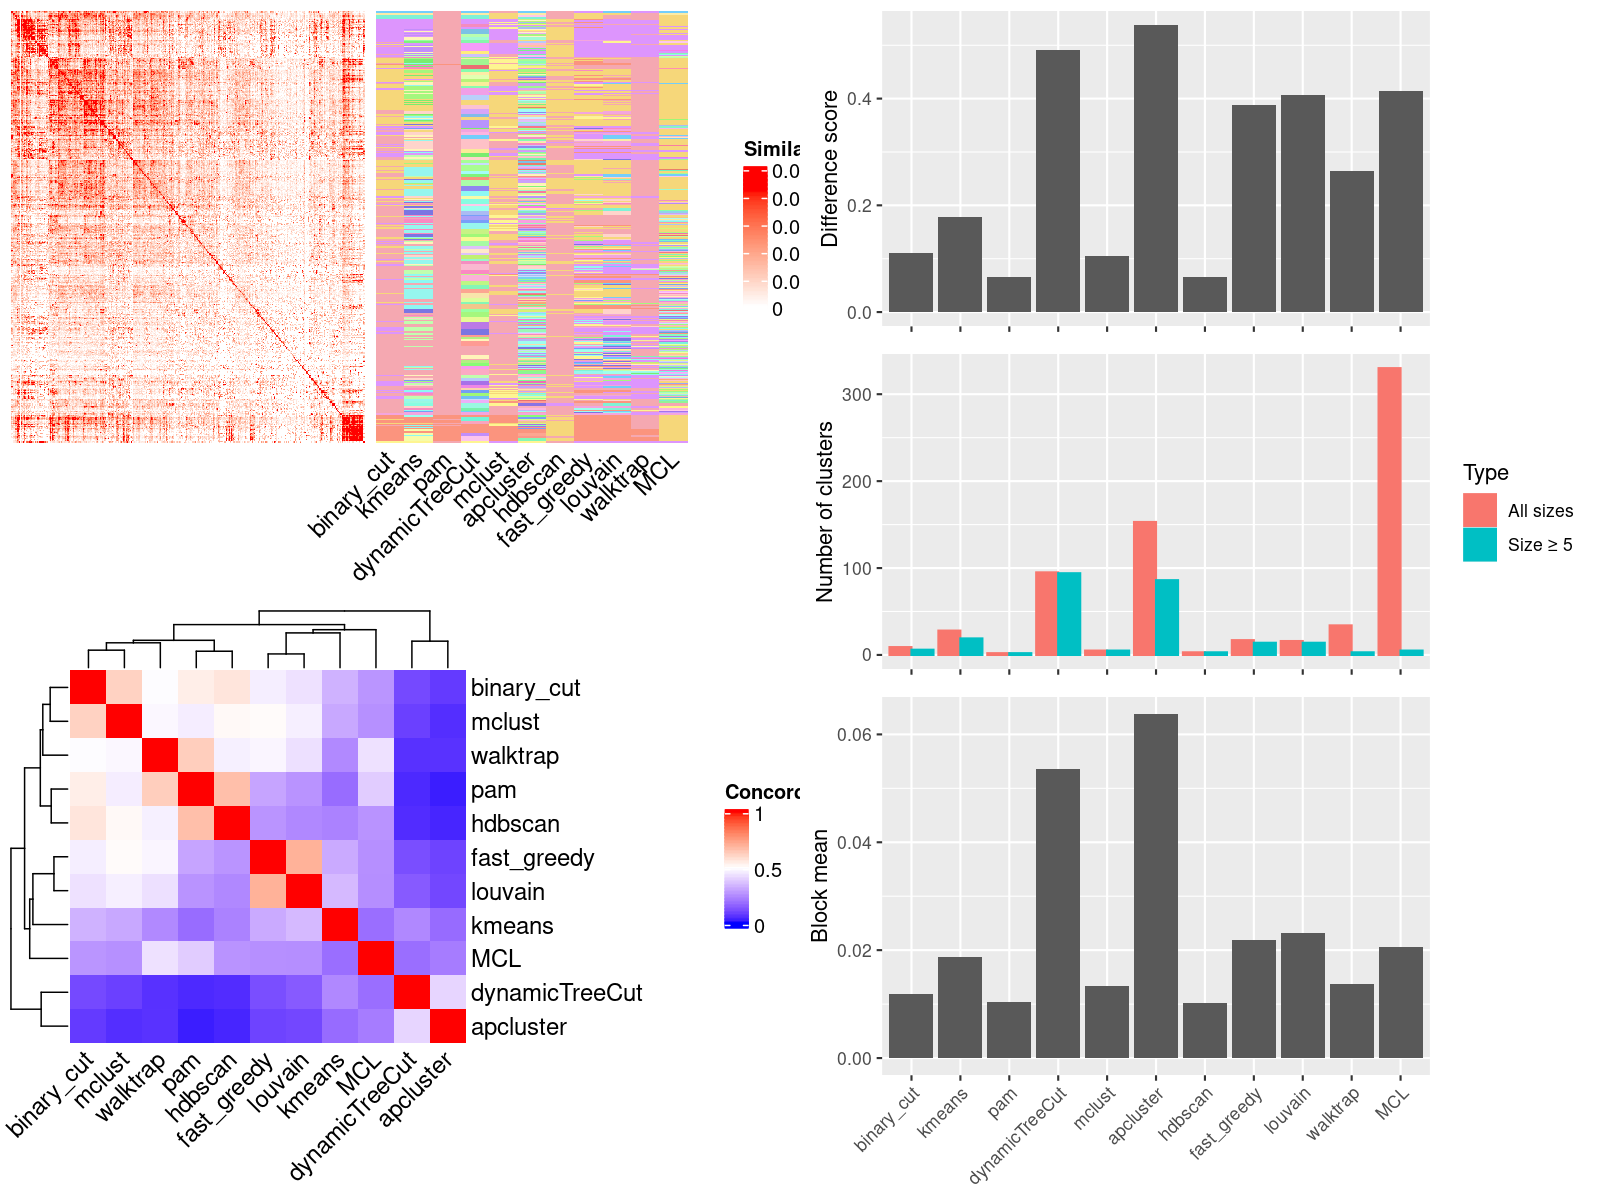 Simila
0.0
0.0
0.0
0.0
0
binary_cut
kmeans
pam
dynamicTreeCut
mclust
apcluster
hdbscan
fast_greedy
louvain
walktrap
MCL
binary_cut
mclust
walktrap
pam
hdbscan
fast_greedy
louvain
kmeans
MCL
dynamicTreeCut
apcluster
binary_cut
mclust
walktrap
pam
hdbscan
fast_greedy
louvain
kmeans
MCL
dynamicTreeCut
apcluster
Concord
1
0.5
0
Difference score
0.4
0.2
0.0
Number of clusters
300
200
100
0
Type
All sizes
Size ≥ 5
Block mean
0.06
0.04
0.02
0.00
binary_cut
kmeans
pam
dynamicTreeCut
mclust
apcluster
hdbscan
fast_greedy
louvain
walktrap
MCL